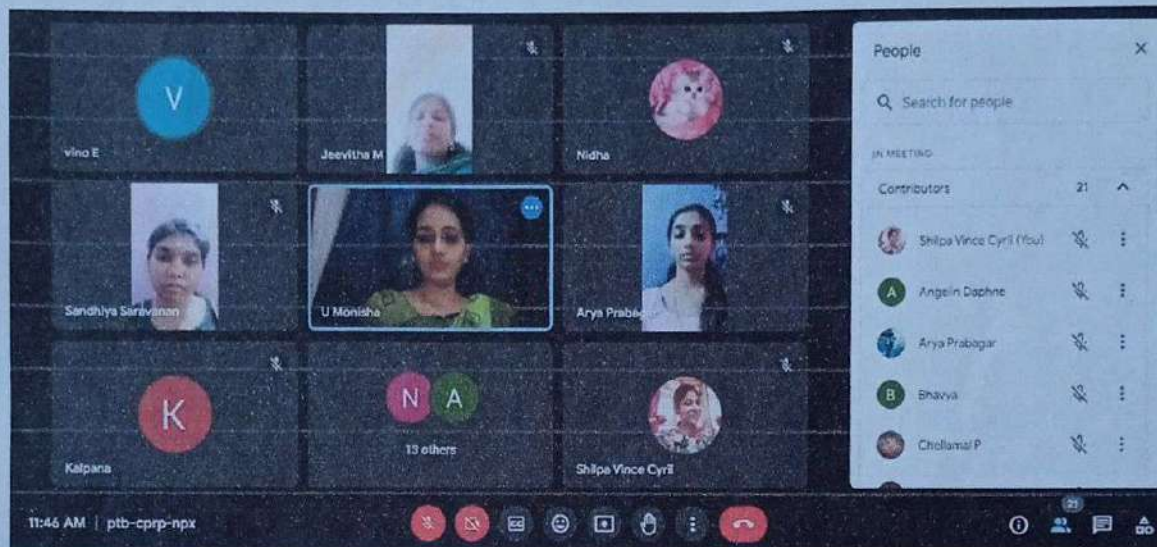 V
vino E
Jeevitha M
Nidha
Sandhiya Saravanan
U Monisha
Arya Prabagar
K
Kalpana
N A
13 others
Shilpa Vince Cyril
People
Search for people
IN MEETING
Contributors 21
Shilpa Vince Cyril (You)
A Angelin Daphne
Arya Prabagar
B Bhavya
Chellamal P
11:46 AM | ptb-cprp-npx
CC
21